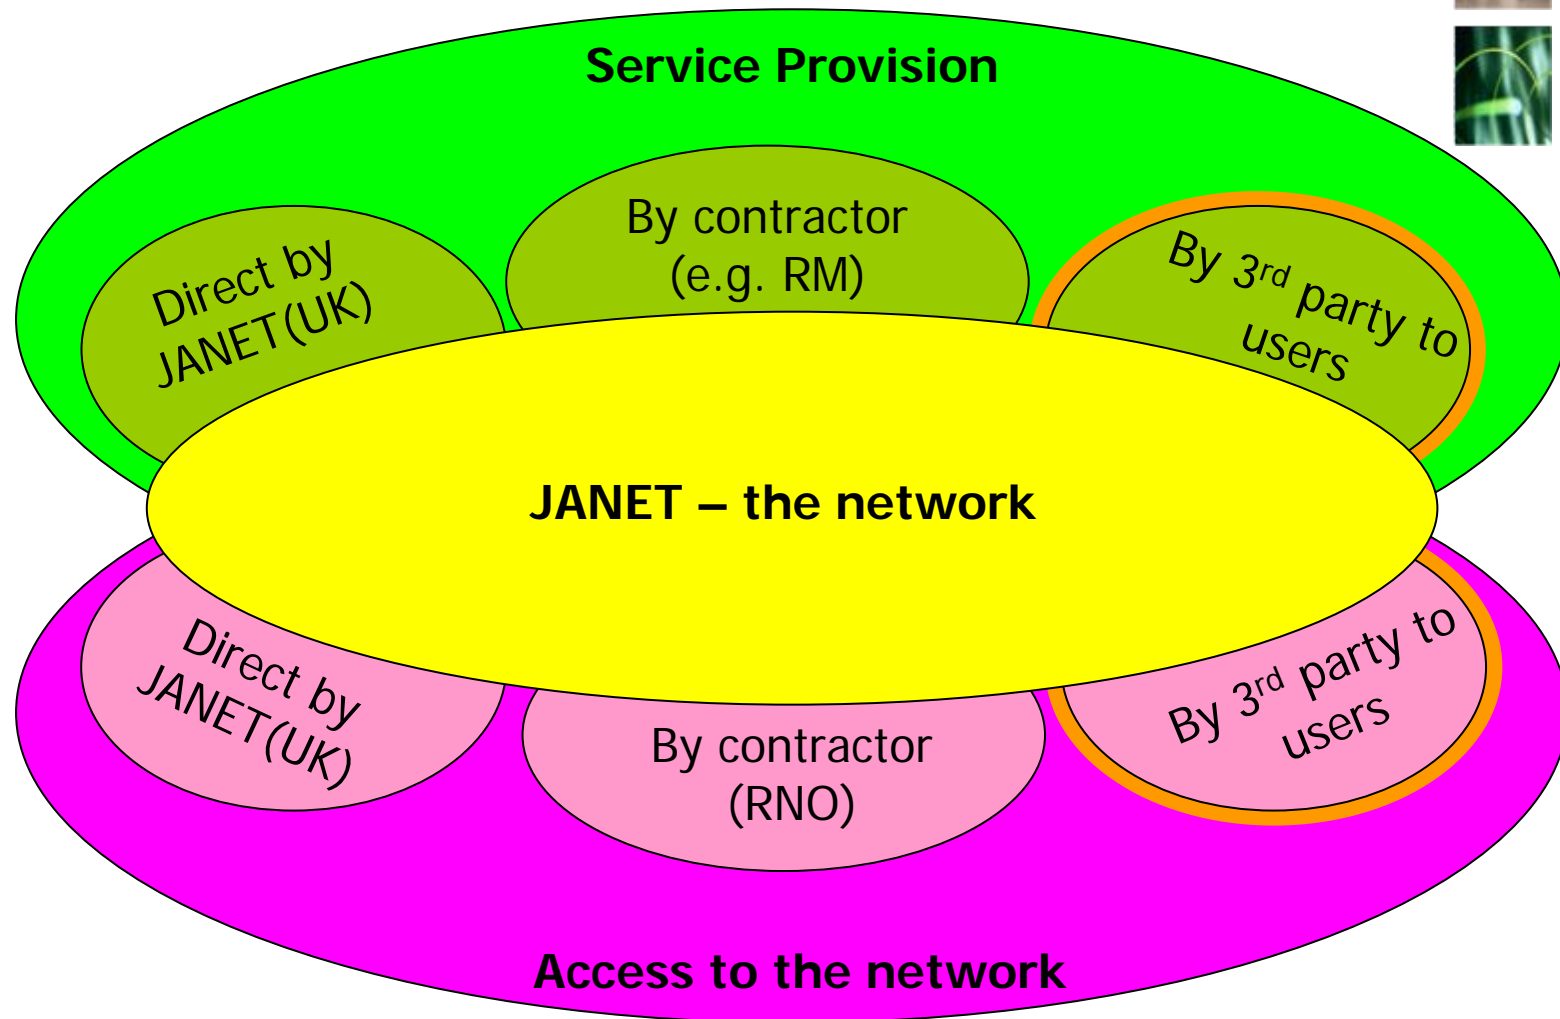 Service Provision
By contractor
(e.g. RM)
Direct by
JANET(UK)
By 3rd party to
users
JANET – the network
Direct by
JANET(UK)
By contractor
(RNO)
By 3rd party to
users
Access to the network